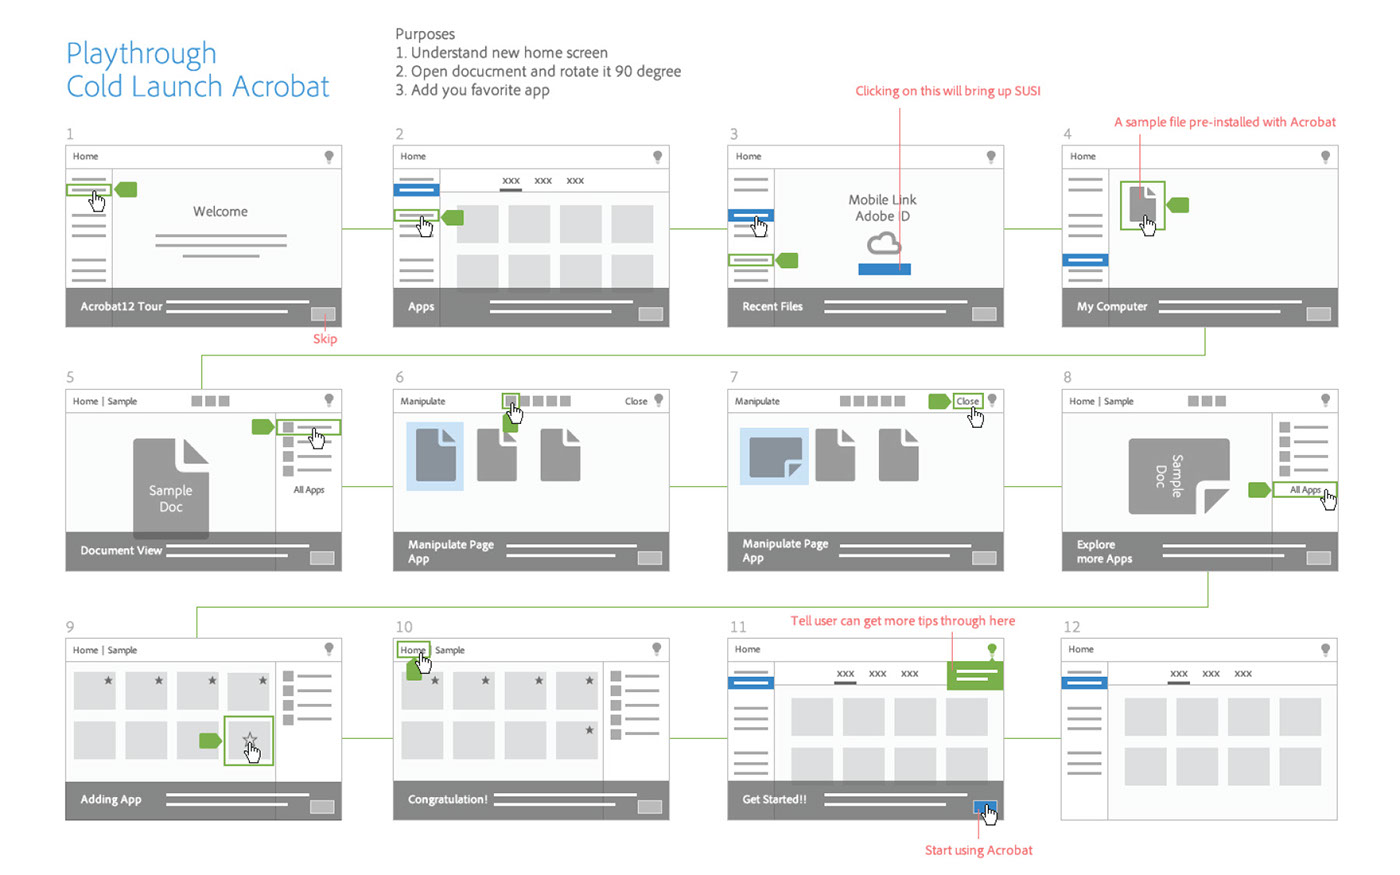 Playthrough
Cold Launch Acrobat
Purposes
1. Understand new home screen
2. Open docucment and rotate it 90 degree
3. Add you favorite app
Clicking on this will bring up SUSI
A sample file pre-installed with Acrobat
1
Home
Welcome
Acrobat12 Tour
Skip
2
Home
xxx xxx xxx
Apps
3
Home
Mobile Link
Adobe ID
Recent Files
4
Home
My Computer
5
Home | Sample
Sample
Doc
All Apps
Document View
6
Manipulate
Close
Manipulate Page
App
7
Manipulate
Close
Manipulate Page
App
8
Home | Sample
Sample
Doc
All Apps
Explore
more Apps
9
Home | Sample
Adding App
10
Home Sample
Congratulation!
Tell user can get more tips through here
11
Home
xxx xxx xxx
Get Started!!
Start using Acrobat
12
Home
xxx xxx xxx